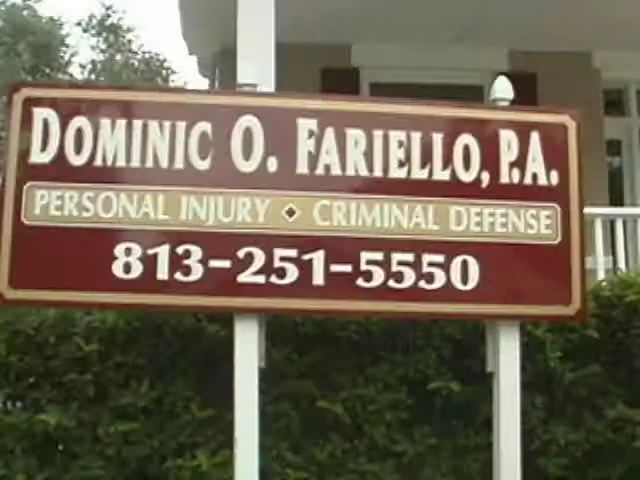 DOMINIC O. FARIELLO, P.A.
PERSONAL INJURY ◆ CRIMINAL DEFENSE
813-251-5550